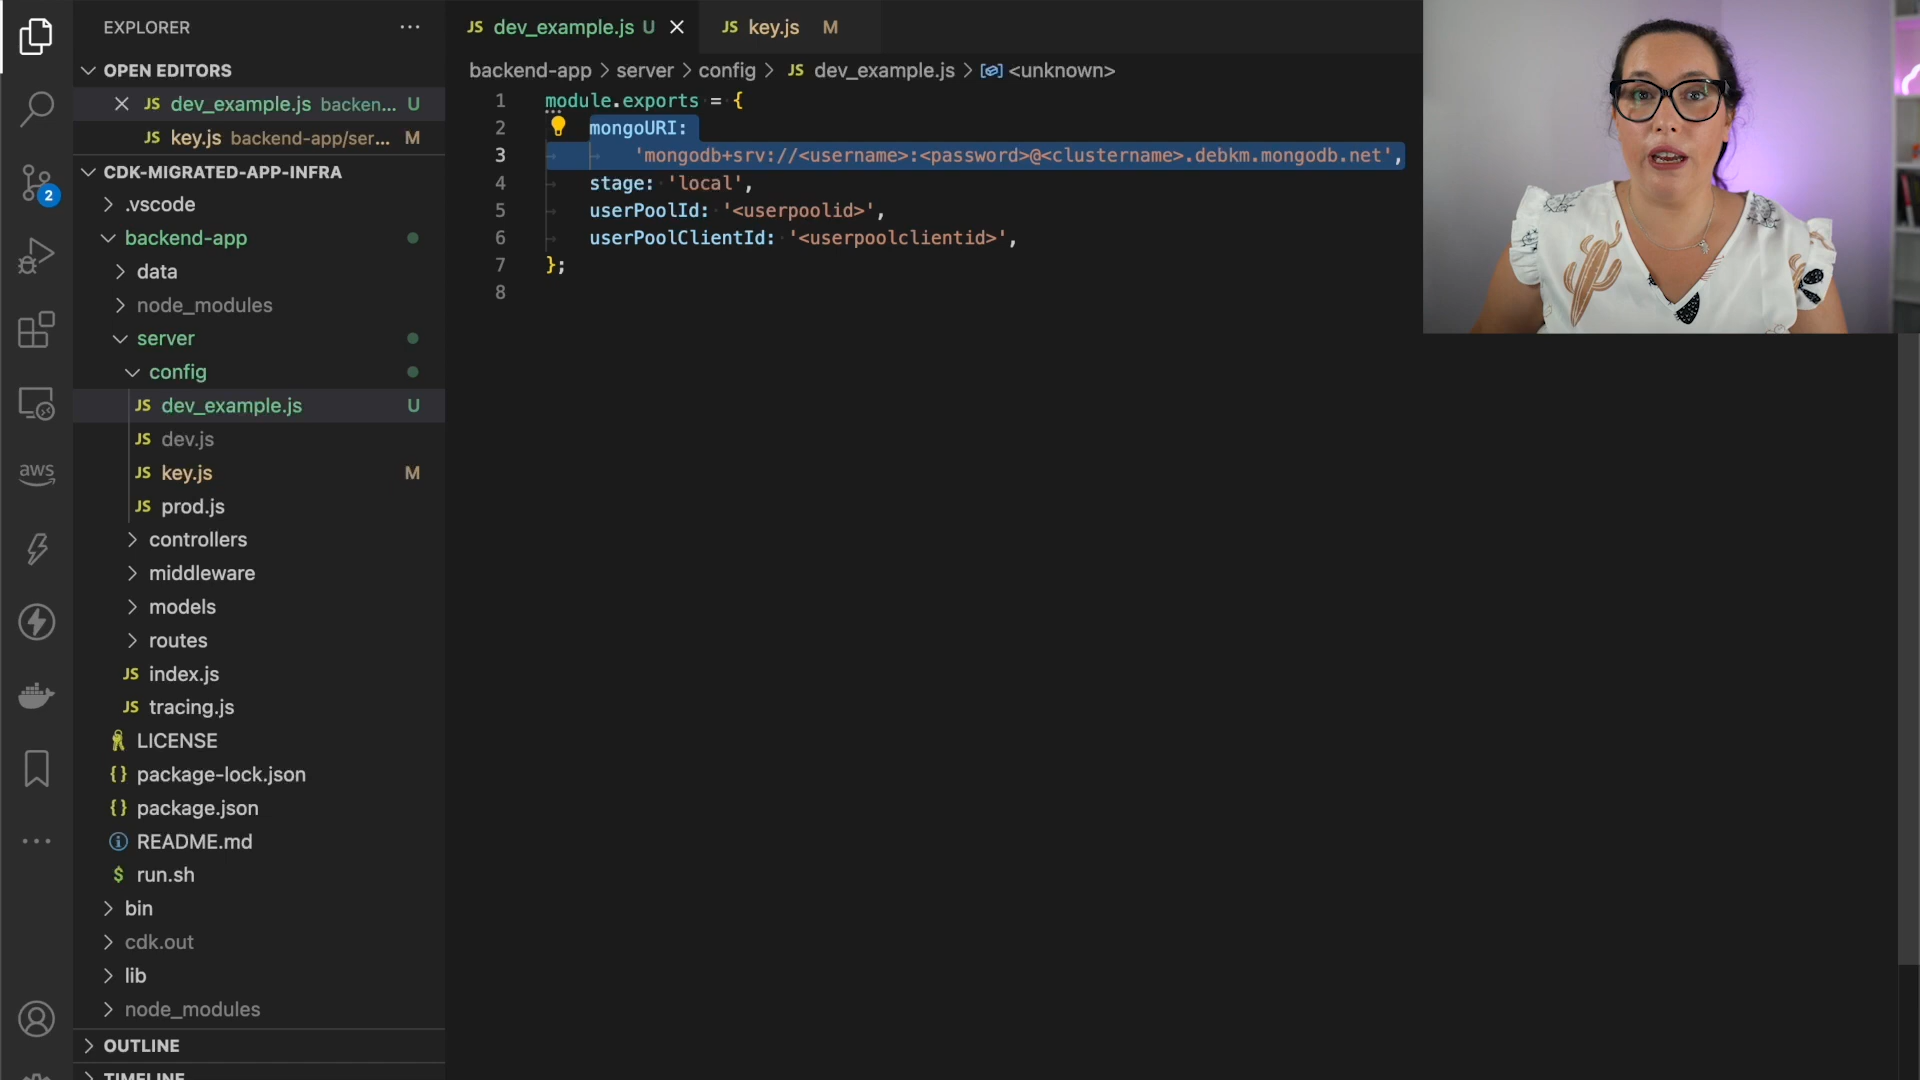 EXPLORER
OPEN EDITORS
JS dev_example.js backen... U
JS key.js backend-app/ser... M
CDK-MIGRATED-APP-INFRA
.vscode
backend-app
data
node_modules
server
config
JS dev_example.js U
JS dev.js
JS key.js M
JS prod.js
controllers
middleware
models
routes
JS index.js
JS tracing.js
LICENSE
{} package-lock.json
{} package.json
README.md
$ run.sh
bin
cdk.out
lib
node_modules
OUTLINE
TIMELINE
2
aws
JS dev_example.js U
JS key.js M
backend-app > server > config > JS dev_example.js > <unknown>
1 module.exports = {
2 mongoURI:
3 'mongodb+srv://<username>:<password>@<clustername>.debkm.mongodb.net',
4 stage: 'local',
5 userPoolId: '<userpoolid>',
6 userPoolClientId: '<userpoolclientid>',
7 };
8